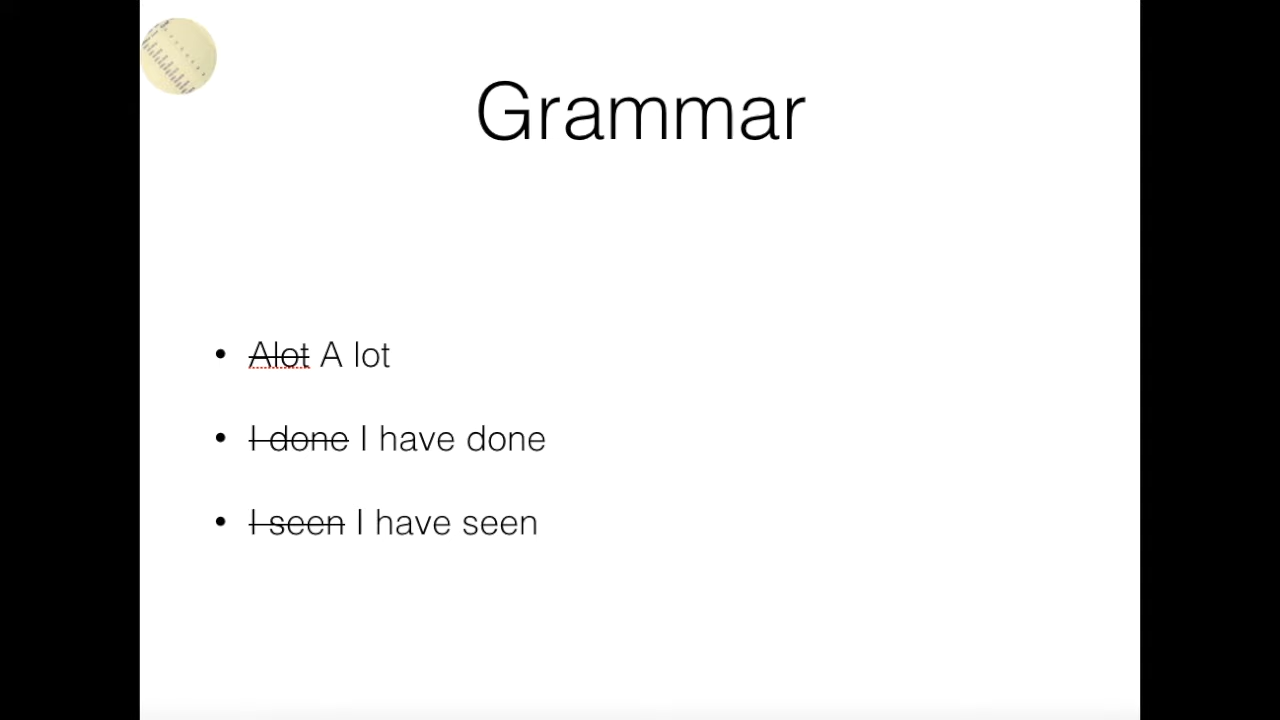 Grammar
• Alot A lot
• I done I have done
• I seen I have seen